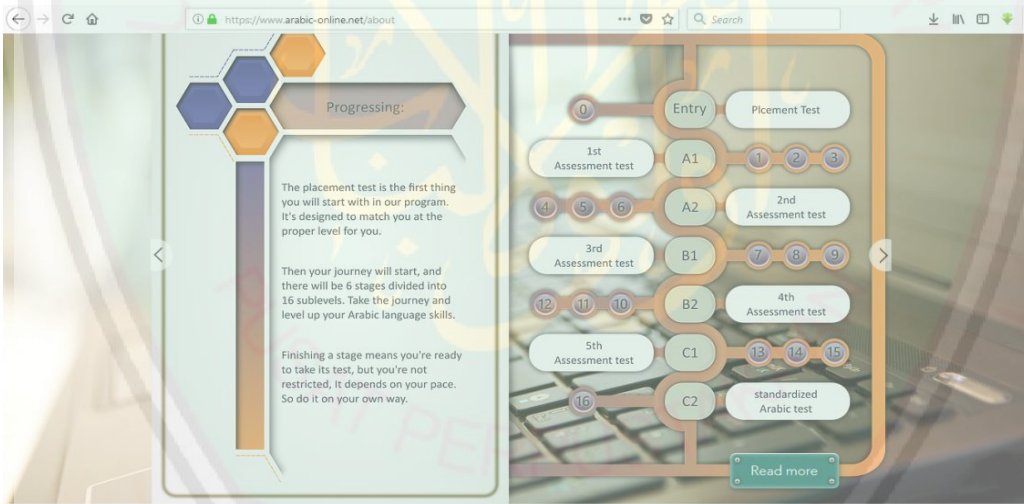 https://www.arabic-online.net/about
Search
Progressing:
The placement test is the first thing
you will start with in our program.
It's designed to match you at the
proper level for you.
Then your journey will start, and
there will be 6 stages divided into
16 sublevels. Take the journey and
level up your Arabic language skills.
Finishing a stage means you're ready
to take its test, but you're not
restricted, it depends on your pace.
So do it on your own way.
0
Entry
Plcement Test
1st
Assessment test
A1
1 2 3
4 5 6
A2
2nd
Assessment test
3rd
Assessment test
B1
7 8 9
12 11 10
B2
4th
Assessment test
5th
Assessment test
C1
13 14 15
16
C2
standardized
Arabic test
Read more